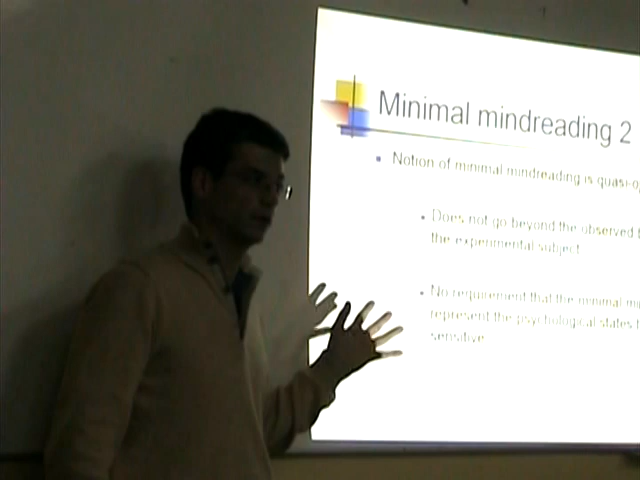 Minimal mindreading 2
Notion of minimal mindreading is
Does not go beyond the observed
the experimental subject
No requirement that the minimal
represent the psychological states
sensitive